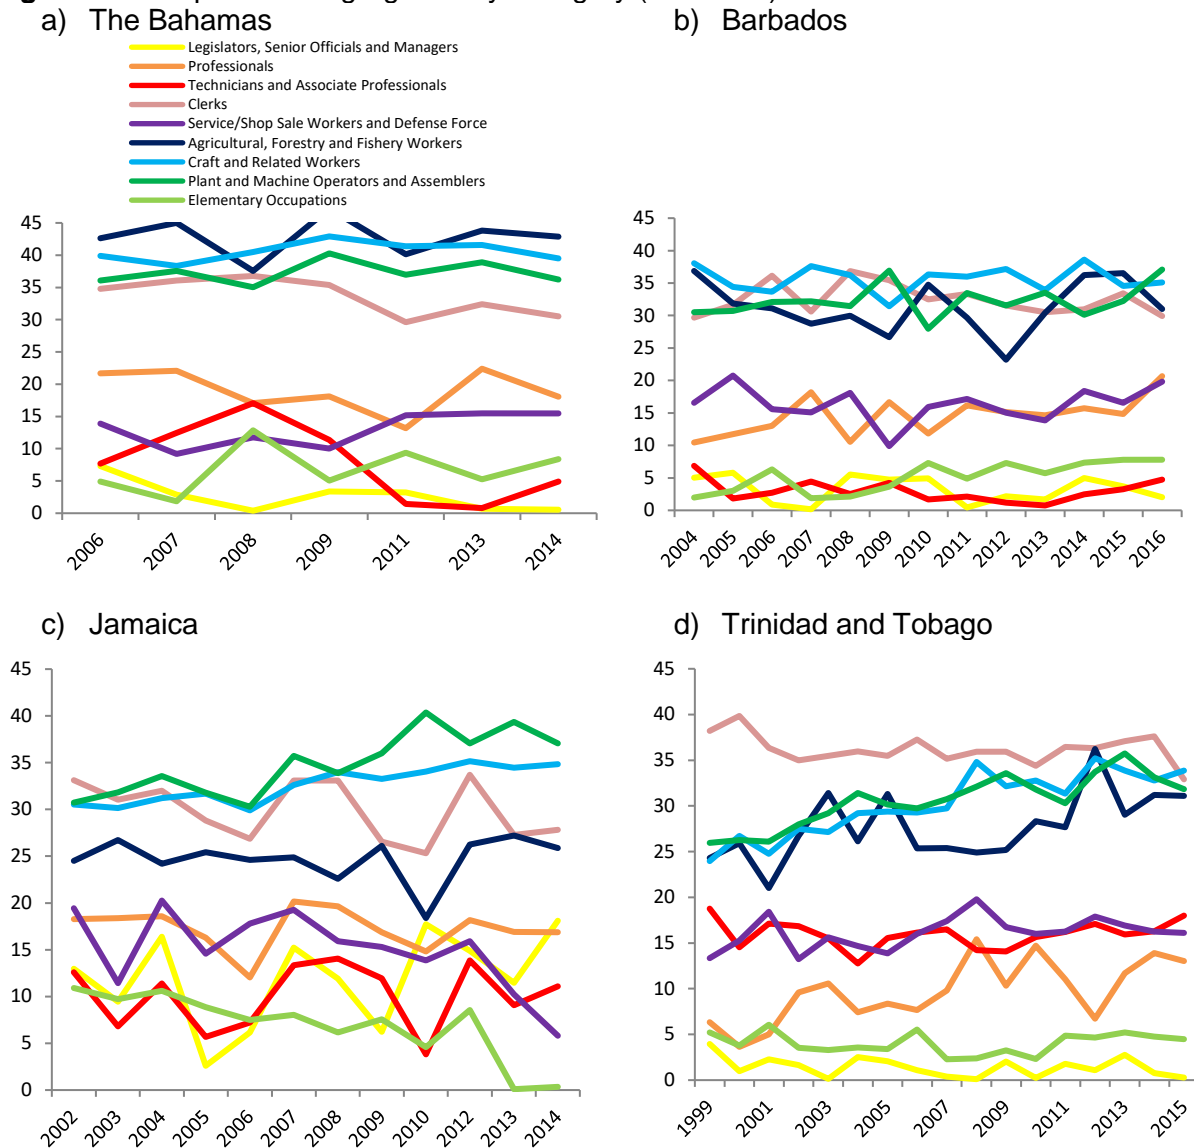 a) The Bahamas
Legislators, Senior Officials and Managers
Professionals
Technicians and Associate Professionals
Clerks
Service/Shop Sale Workers and Defense Force
Agricultural, Forestry and Fishery Workers
Craft and Related Workers
Plant and Machine Operators and Assemblers
Elementary Occupations
45
40
35
30
25
20
15
10
5
0
2006 2007 2008 2009 2011 2013 2014
b) Barbados
45
40
35
30
25
20
15
10
5
0
2004 2005 2006 2007 2008 2009 2010 2011 2012 2013 2014 2015 2016
c) Jamaica
45
40
35
30
25
20
15
10
5
0
2002 2003 2004 2005 2006 2007 2008 2009 2010 2012 2013 2014
d) Trinidad and Tobago
45
40
35
30
25
20
15
10
5
0
1999 2001 2003 2005 2007 2009 2011 2013 2015